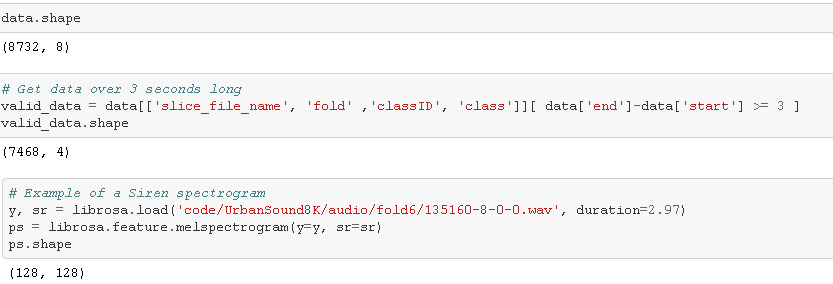 data.shape
(8732, 8)
# Get data over 3 seconds long
valid_data = data[['slice_file_name', 'fold' ,'classID', 'class']][ data['end']-data['start'] >= 3 ]
valid_data.shape
(7468, 4)
# Example of a Siren spectrogram
y, sr = librosa.load('code/UrbanSound8K/audio/fold6/135160-8-0-0.wav', duration=2.97)
ps = librosa.feature.melspectrogram(y=y, sr=sr)
ps.shape
(128, 128)